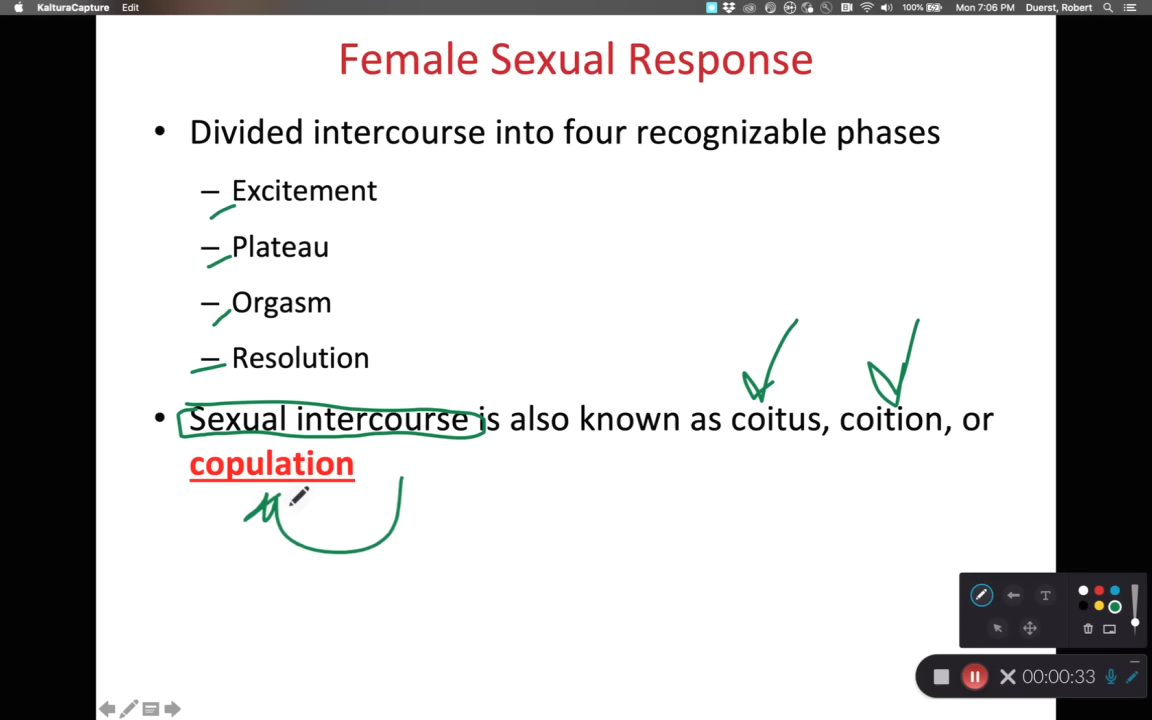 KalturaCapture Edit 100% Mon 7:06 PM Duerst, Robert
Female Sexual Response
• Divided intercourse into four recognizable phases
– Excitement
– Plateau
– Orgasm
– Resolution
• Sexual intercourse is also known as coitus, coition, or
copulation
T
00:00:33